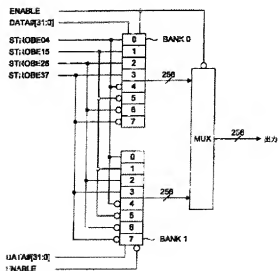 ENABLE
DATA#[31:0]
STROBE04
STROBE15
STROBE26
STROBE37
0
1
2
3
4
5
6
7
BANK 0
256
MUX
256
出力
0
1
2
3
4
5
6
7
256
BANK 1
DATA#[31:0]
ENABLE